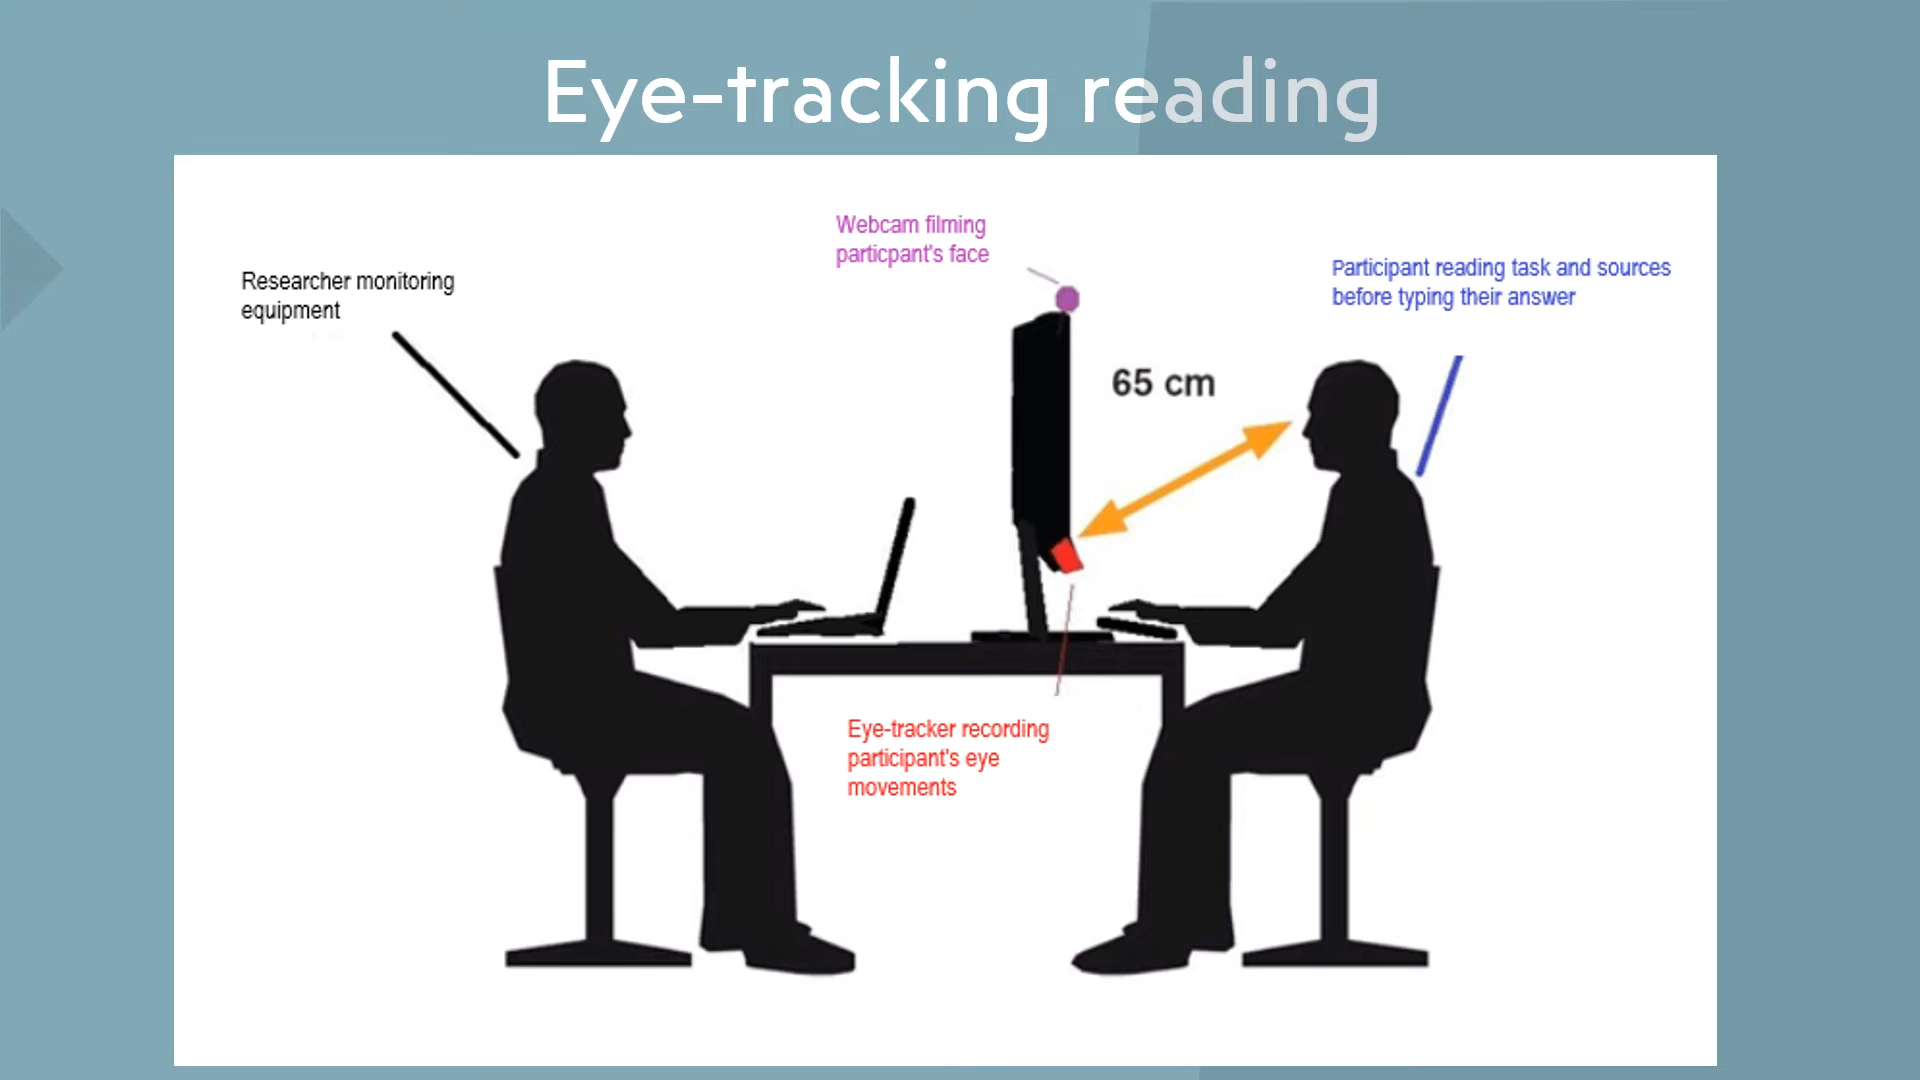 Eye-tracking reading
Webcam filming
particpant's face
Researcher monitoring
equipment
Participant reading task and sources
before typing their answer
65 cm
Eye-tracker recording
participant's eye
movements